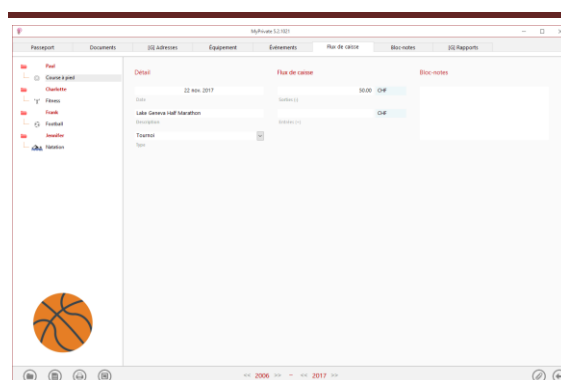 MyPrivate 5.2.1021
Passeport Documents [G] Adresses Équipement Événements Flux de caisse Bloc-notes [G] Rapports
Paul
Course à pied
Charlotte
Fitness
Frank
Football
Jennifer
Natation
Détail Flux de caisse Bloc-notes
22 nov. 2017 50.00 CHF
Date Sorties (-)
Lake Geneva Half Marathon CHF
Description Entrées (+)
Tournoi
Type
<< 2006 >> - << 2017 >>